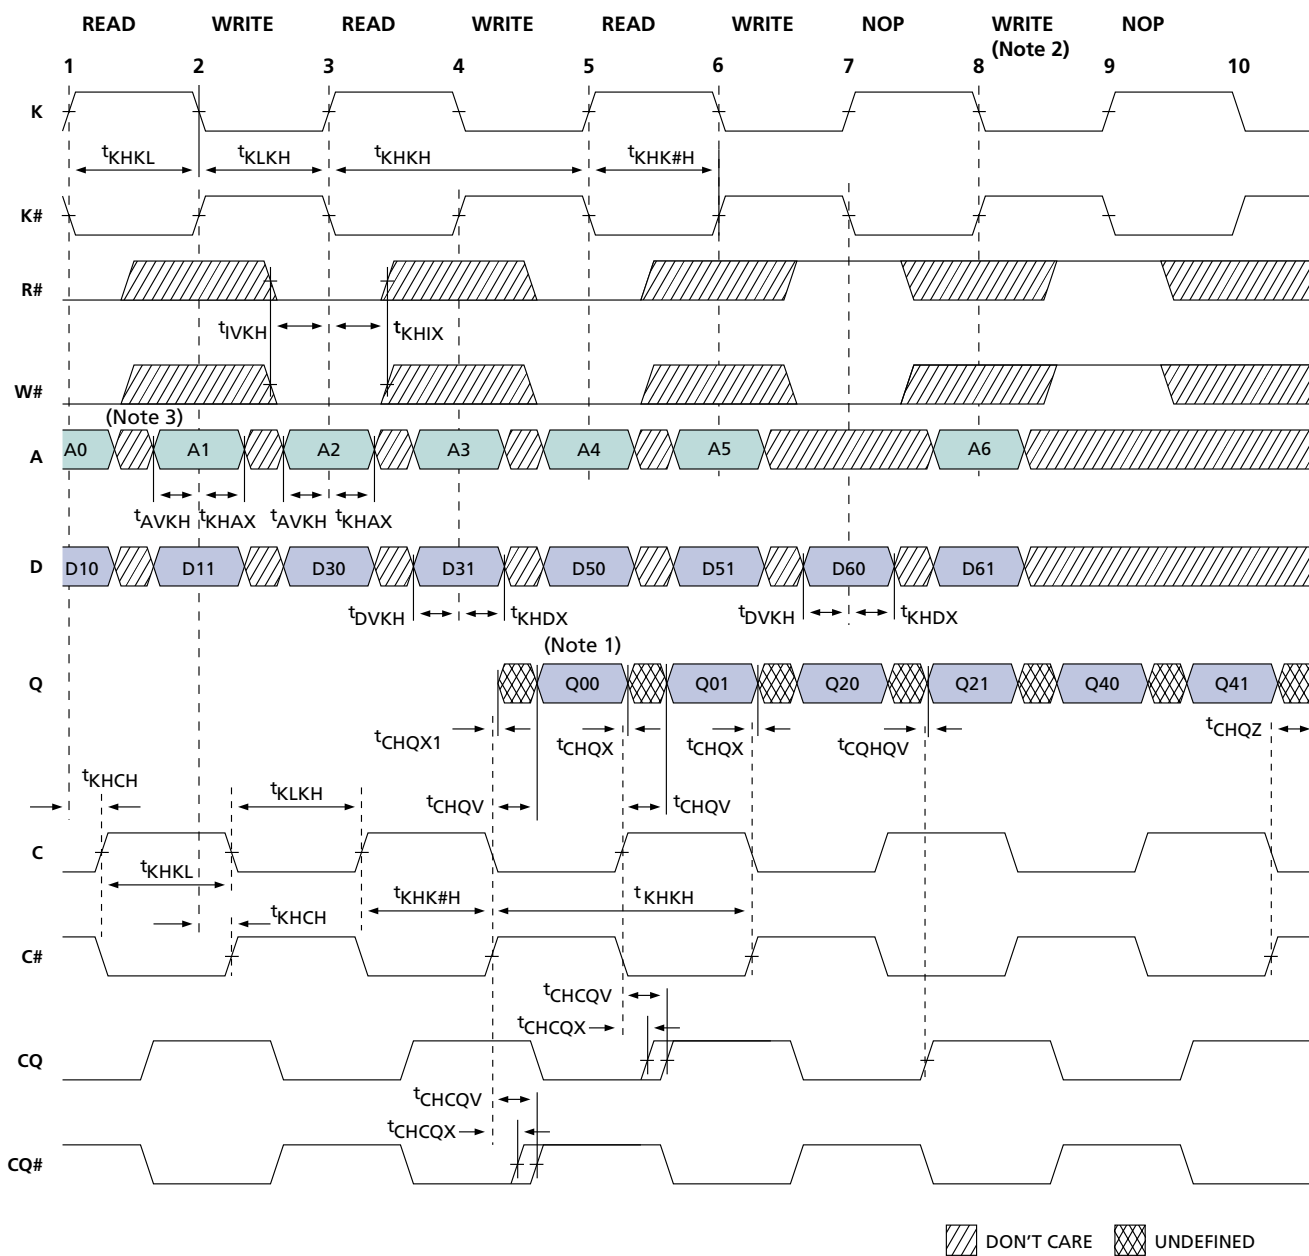 READ WRITE READ WRITE READ WRITE NOP WRITE NOP
(Note 2)
1 2 3 4 5 6 7 8 9 10
K
tKHKL tKLKH tKHKH tKHK#H
K#
R#
tIVKH tKHIX
W#
(Note 3)
A A0 A1 A2 A3 A4 A5 A6
tAVKH tKHAX tAVKH tKHAX
D D10 D11 D30 D31 D50 D51 D60 D61
tDVKH tKHDX tDVKH tKHDX
(Note 1)
Q Q00 Q01 Q20 Q21 Q40 Q41
tCHQX1 tCHQX tCHQX tCQHQV tCHQZ
tKHCH tKLKH tCHQV tCHQV
C
tKHKL tKHK#H tKHKH
tKHCH
C#
tCHCQV
tCHCQX
CQ
tCHCQV
tCHCQX
CQ#
DON'T CARE UNDEFINED